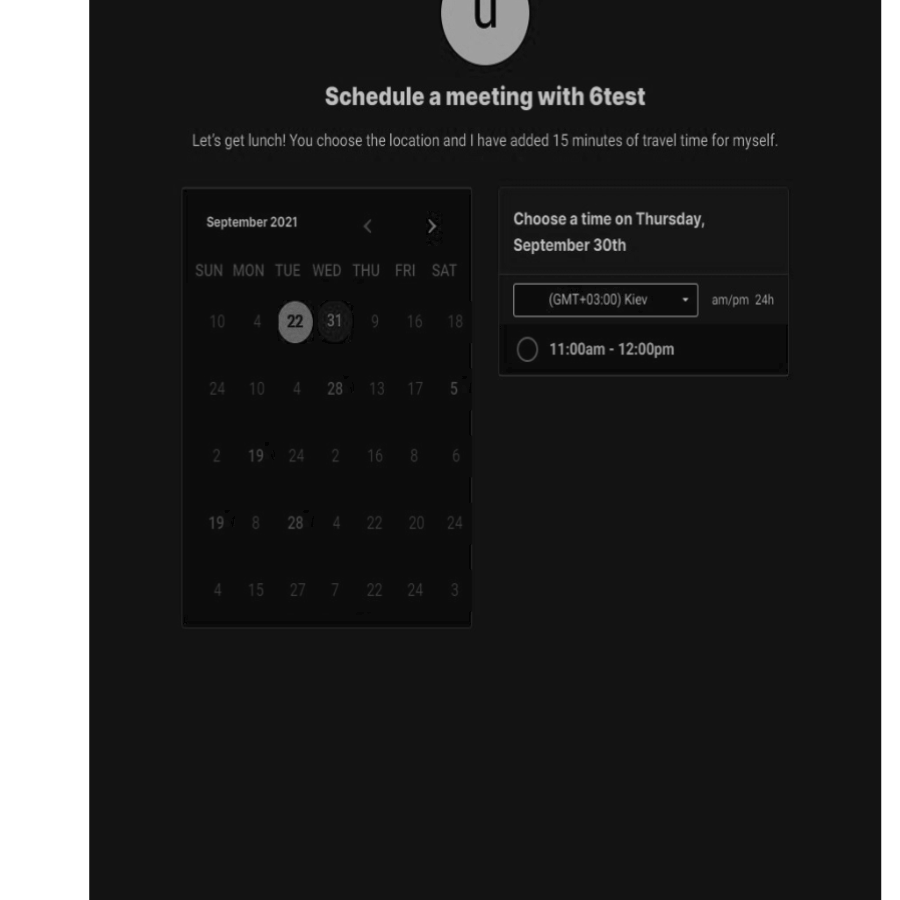 u
Schedule a meeting with 6test
Let's get lunch! You choose the location and I have added 15 minutes of travel time for myself.
September 2021
SUN MON TUE WED THU FRI SAT
10 4 22 31 9 16 18
24 10 4 28 13 17 5
2 19 24 2 16 8 6
19 8 28 4 22 20 24
4 15 27 7 22 24 3
Choose a time on Thursday,
September 30th
(GMT+03:00) Kiev am/pm 24h
11:00am - 12:00pm